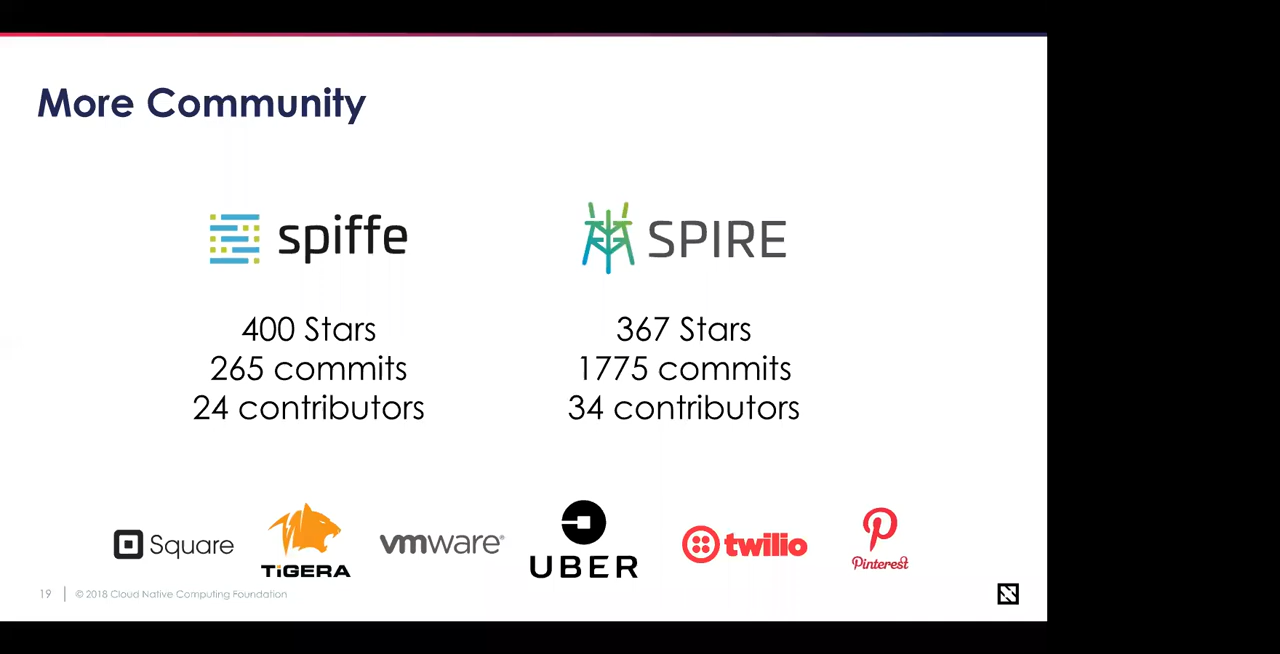 More Community
spiffe
SPIRE
400 Stars
265 commits
24 contributors
367 Stars
1775 commits
34 contributors
Square
TiGERA
vmware®
UBER
twilio
Pinterest
19 | © 2018 Cloud Native Computing Foundation